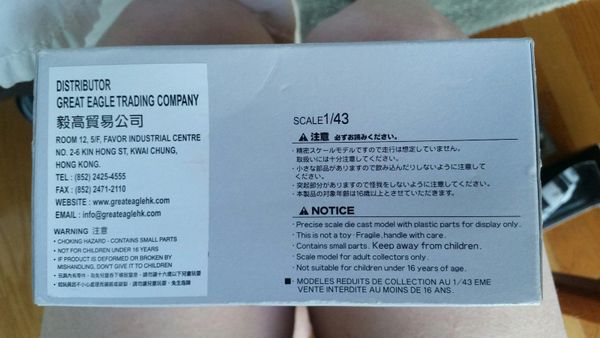 DISTRIBUTOR
GREAT EAGLE TRADING COMPANY
毅高貿易公司
ROOM 12, 5/F, FAVOR INDUSTRIAL CENTRE
NO. 2-6 KIN HONG ST, KWAI CHUNG,
HONG KONG.
TEL : (852) 2425-4555
FAX : (852) 2471-2110
WEBSITE : www.greateaglehk.com
EMAIL : info@greateaglehk.com
WARNING 注意
• CHOKING HAZARD - CONTAINS SMALL PARTS
• NOT FOR CHILDREN UNDER 16 YEARS
• IF PRODUCT IS DEFORMED OR BROKEN BY
MISHANDLING, DON'T GIVE IT TO CHILDREN
SCALE1/43
⚠注意 必ずお読みください。
・精密スケールモデルですので走行は想定していません。
取扱いには十分注意してください。
・小さな部品がありますので飲み込んだりしないように注意して
ください。
・突起部分がありますので怪我をしないように注意してください。
・本製品の対象年齢は16歳以上とさせていただきます。
⚠NOTICE
・Precise scale die cast model with plastic parts for display only.
・This is not a toy・Fragile, handle with care.
・Contains small parts. Keep away from children.
・Scale model for adult collectors only.
・Not suitable for children under 16 years of age.
■・MODELES REDUITS DE COLLECTION AU 1/43 EME
VENTE INTERDITE AU MOINS DE 16 ANS.